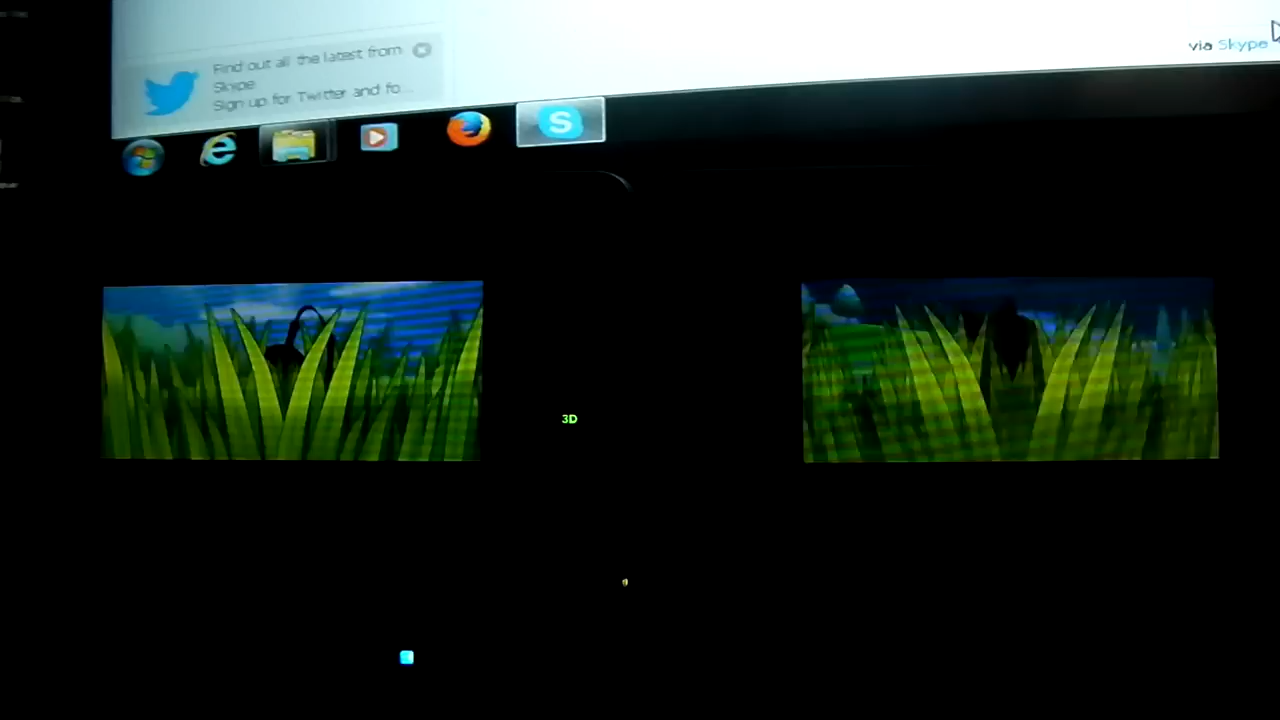 Find out all the latest from
Skype
Sign up for Twitter and fo...
via Skype
S
3D